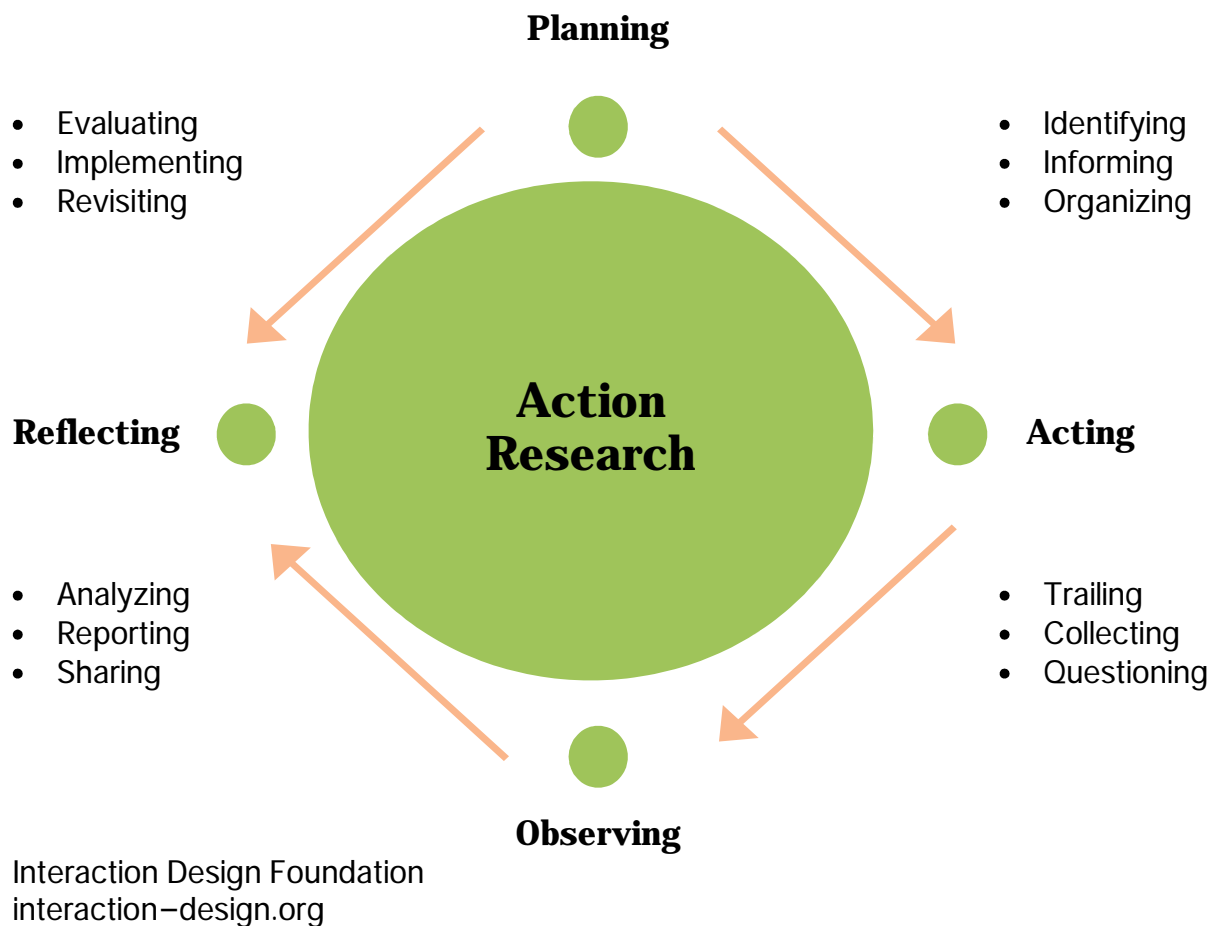 Planning
• Evaluating
• Implementing
• Revisiting
• Identifying
• Informing
• Organizing
Reflecting
Action
Research
Acting
• Analyzing
• Reporting
• Sharing
• Trailing
• Collecting
• Questioning
Observing
Interaction Design Foundation
interaction–design.org